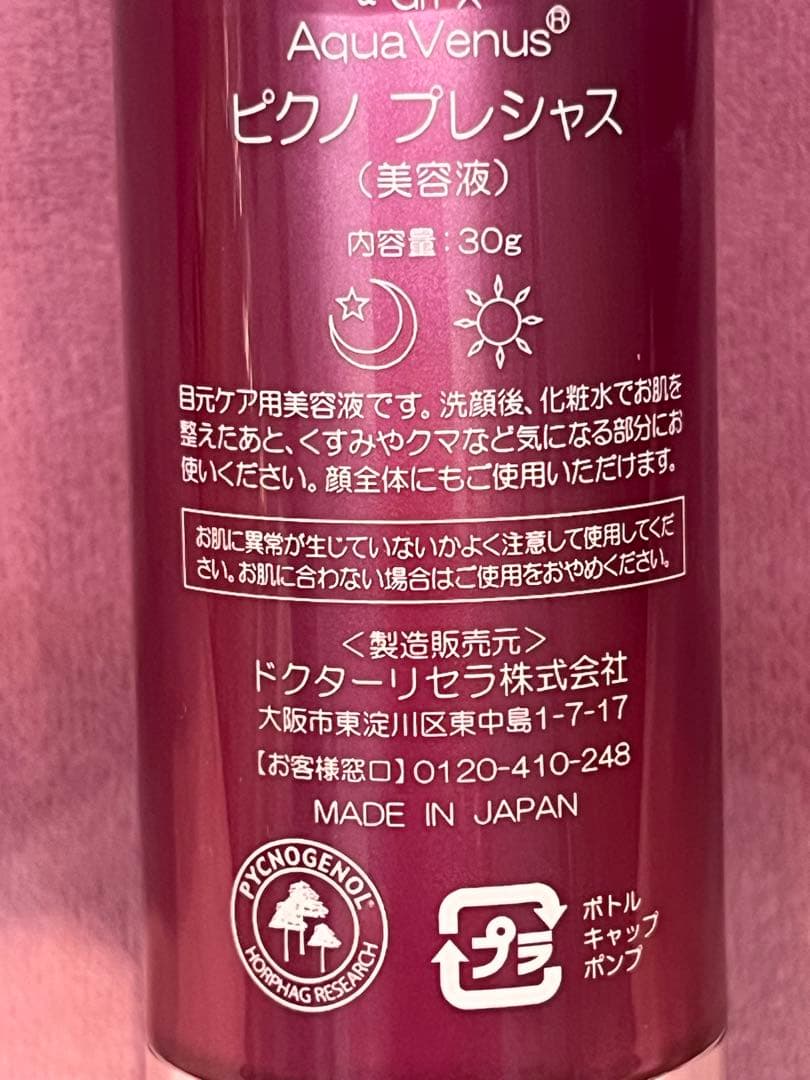 AquaVenus®
ピクノ プレシャス
(美容液)
内容量:30g
目元ケア用美容液です。洗顔後、化粧水でお肌を
整えたあと、くすみやクマなど気になる部分にお
使いください。顔全体にもご使用いただけます。
お肌に異常が生じていないかよく注意して使用してくだ
さい。お肌に合わない場合はご使用をおやめください。
<製造販売元>
ドクターリセラ株式会社
大阪市東淀川区東中島1-7-17
【お客様窓口】0120-410-248
MADE IN JAPAN
PYCNOGENOL®
HORPHAG RESEARCH
プラ
ボトル
キャップ
ポンプ